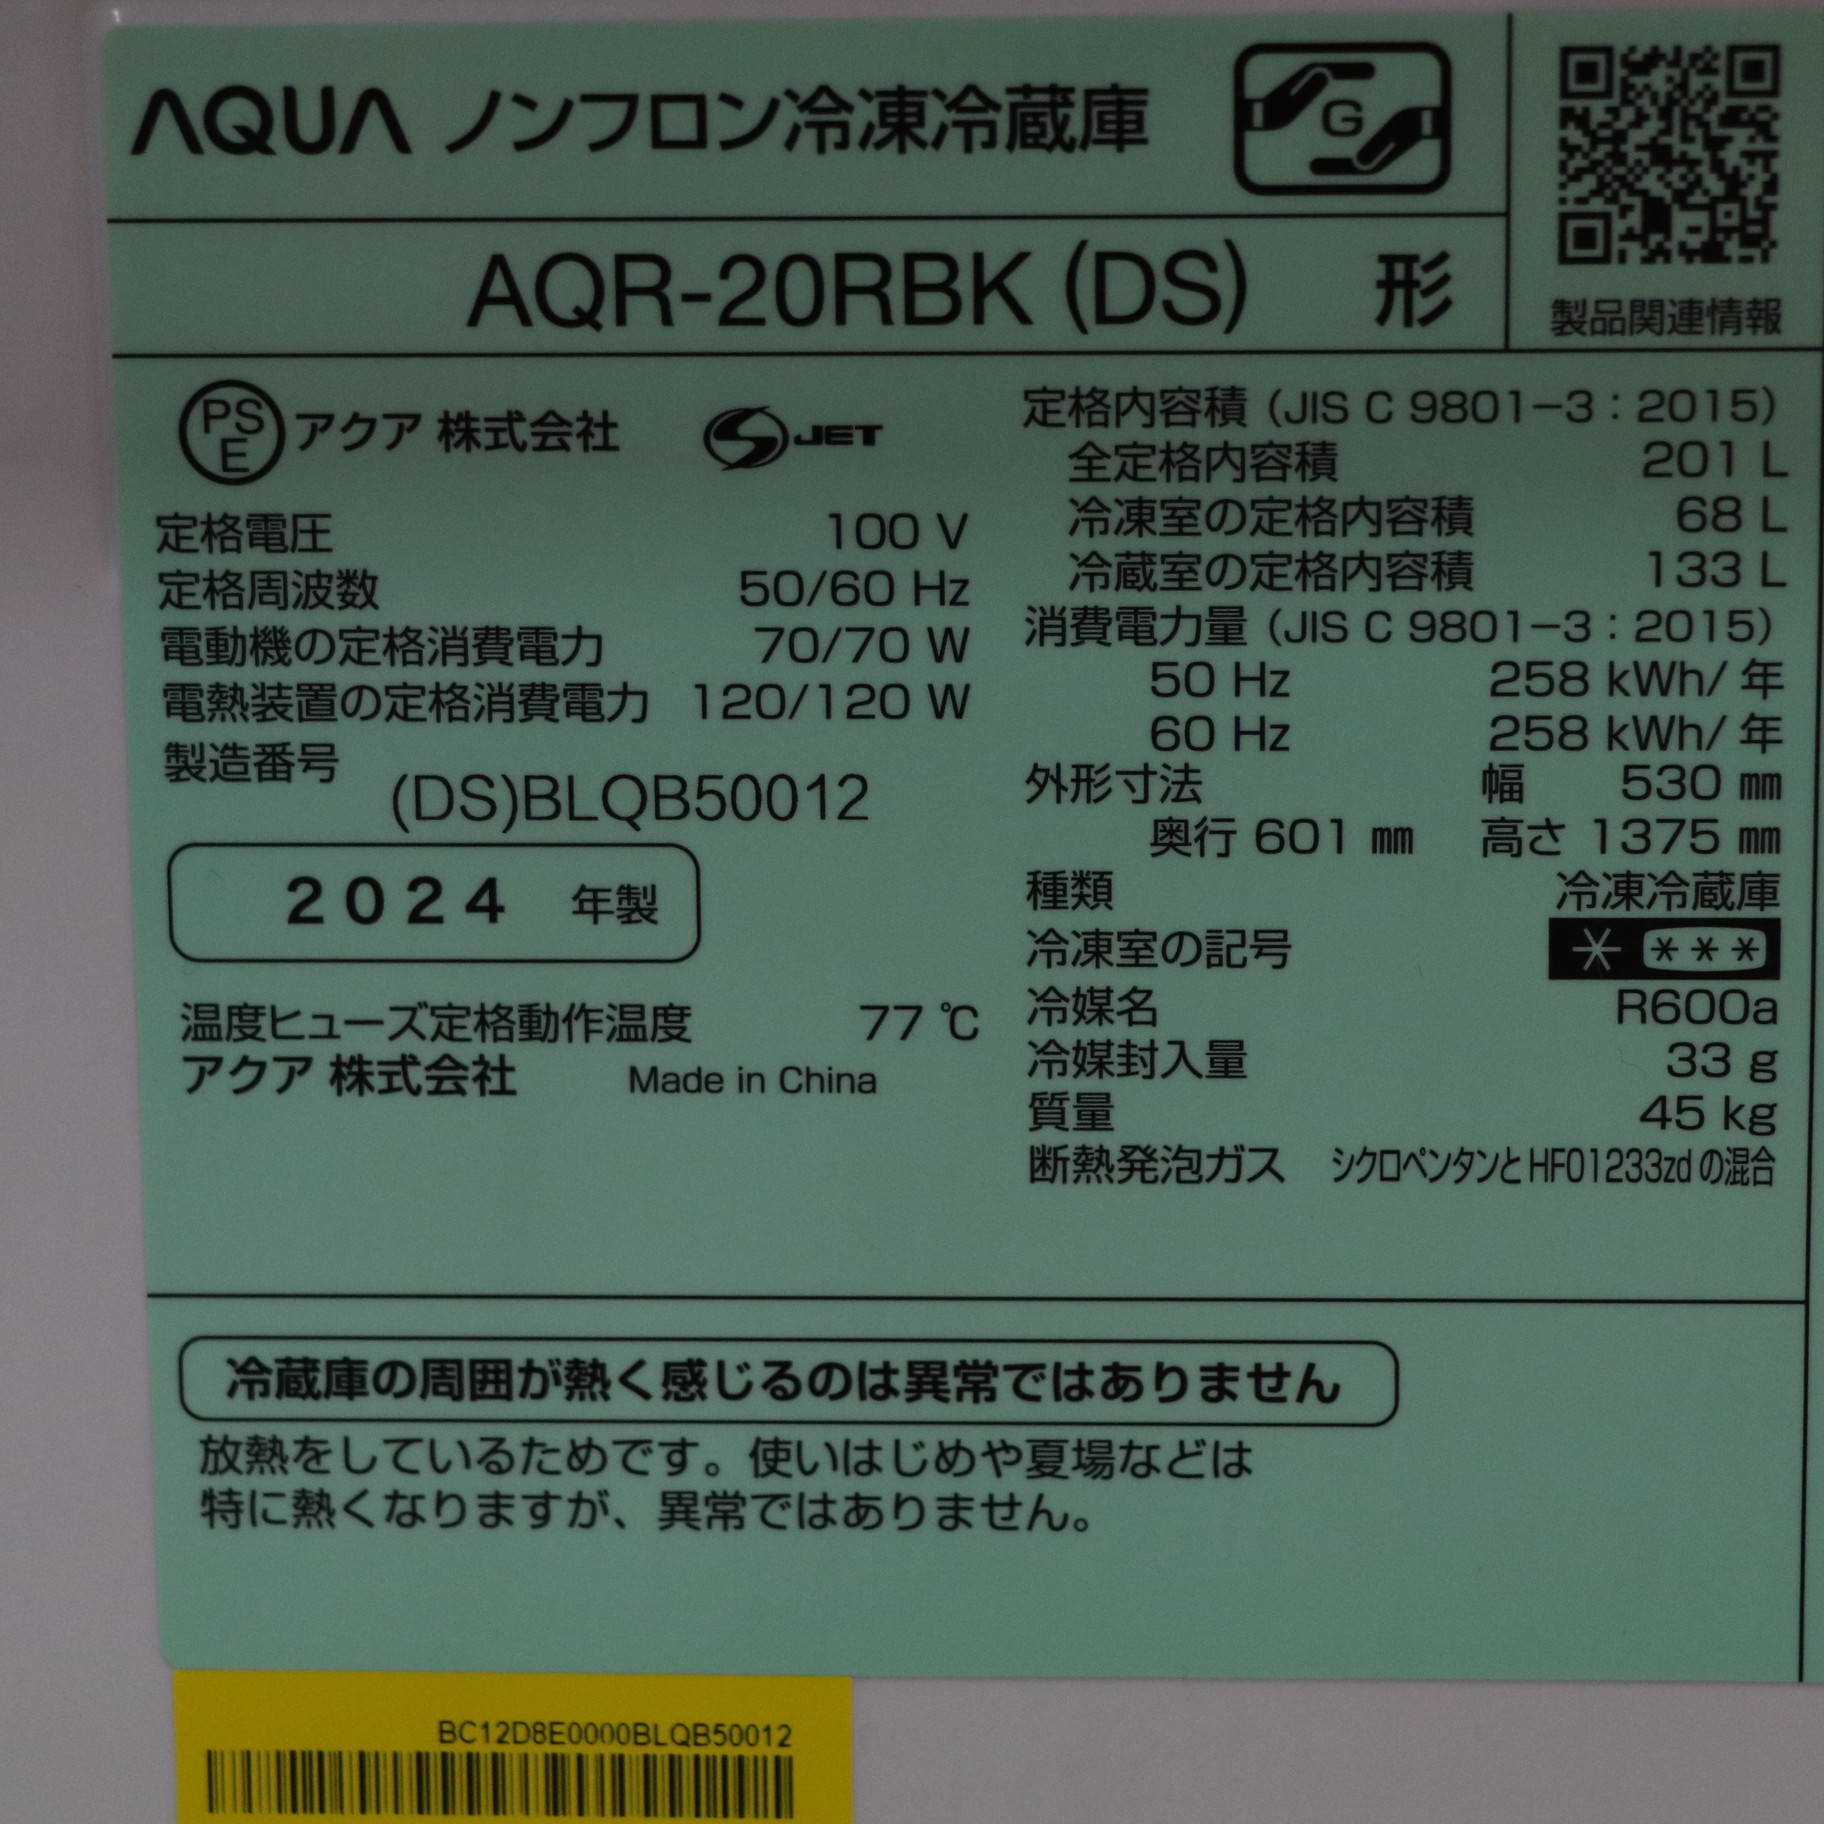 AQUA ノンフロン冷凍冷蔵庫
G
AQR-20RBK (DS) 形
製品関連情報
PS
E
アクア 株式会社
S JET
定格電圧 100 V
定格周波数 50/60 Hz
電動機の定格消費電力 70/70 W
電熱装置の定格消費電力 120/120 W
製造番号
(DS)BLQB50012
2024 年製
温度ヒューズ定格動作温度 77 ℃
アクア 株式会社 Made in China
定格内容積 (JIS C 9801-3:2015)
全定格内容積 201 L
冷凍室の定格内容積 68 L
冷蔵室の定格内容積 133 L
消費電力量 (JIS C 9801-3:2015)
50 Hz 258 kWh/年
60 Hz 258 kWh/年
外形寸法 幅 530 ㎜
奥行 601 ㎜ 高さ 1375 ㎜
種類 冷凍冷蔵庫
冷凍室の記号 * ***
冷媒名 R600a
冷媒封入量 33 g
質量 45 kg
断熱発泡ガス シクロペンタンとHFO1233zdの混合
冷蔵庫の周囲が熱く感じるのは異常ではありません
放熱をしているためです。使いはじめや夏場などは
特に熱くなりますが、異常ではありません。
BC12D8E0000BLQB50012